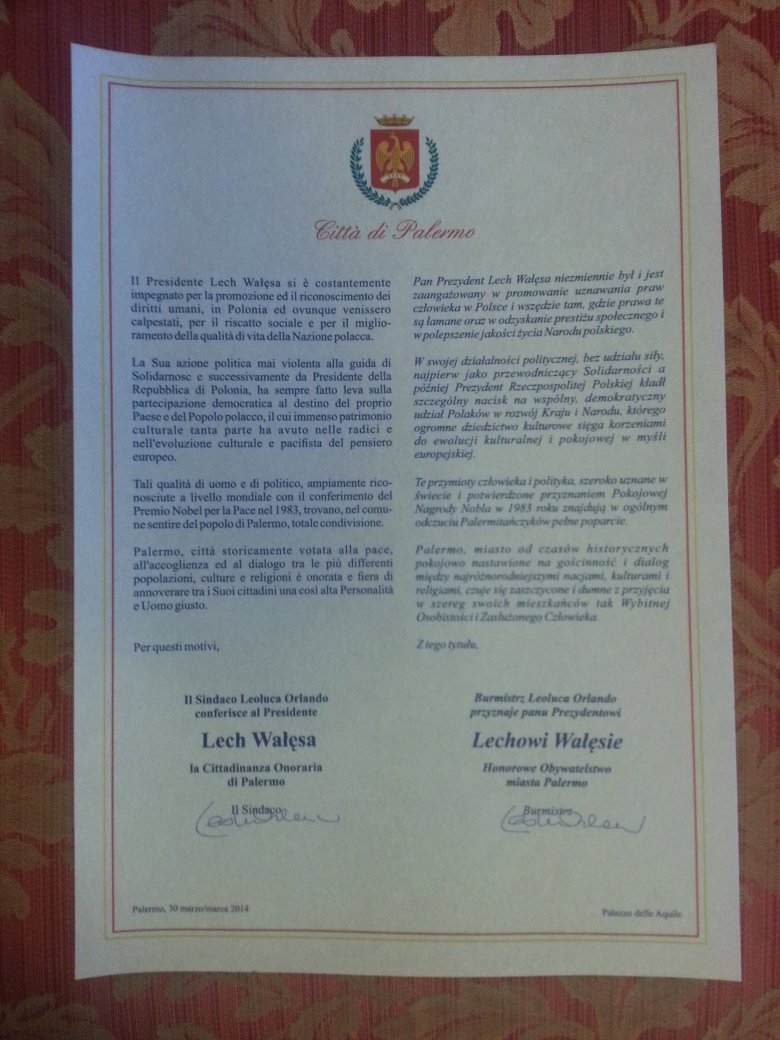 Città di Palermo
Il Presidente Lech Wałęsa si è costantemente
impegnato per la promozione ed il riconoscimento dei
diritti umani, in Polonia ed ovunque venissero
calpestati, per il riscatto sociale e per il miglio-
ramento della qualità di vita della Nazione polacca.
La Sua azione politica mai violenta alla guida di
Solidarnosc e successivamente da Presidente della
Repubblica di Polonia, ha sempre fatto leva sulla
partecipazione democratica al destino del proprio
Paese e del Popolo polacco, il cui immenso patrimonio
culturale tanta parte ha avuto nelle radici e
nell'evoluzione culturale e pacifista del pensiero
europeo.
Tali qualità di uomo e di politico, ampiamente rico-
nosciute a livello mondiale con il conferimento del
Premio Nobel per la Pace nel 1983, trovano, nel comu-
ne sentire del popolo di Palermo, totale condivisione.
Palermo, città storicamente votata alla pace,
all'accoglienza ed al dialogo tra le più differenti
popolazioni, culture e religioni è onorata e fiera di
annoverare tra i Suoi cittadini una così alta Personalità
e Uomo giusto.
Per questi motivi,
Il Sindaco Leoluca Orlando
conferisce al Presidente
Lech Wałęsa
la Cittadinanza Onoraria
di Palermo
Il Sindaco
Palermo, 30 marzo/marca 2014
Pan Prezydent Lech Wałęsa niezmiennie był i jest
zaangażowany w promowanie uznawania praw
człowieka w Polsce i wszędzie tam, gdzie prawa te
są łamane oraz w odzyskanie prestiżu społecznego i
w polepszenie jakości życia Narodu polskiego.
W swojej działalności politycznej, bez udziału siły,
najpierw jako przewodniczący Solidarności a
później Prezydent Rzeczpospolitej Polskiej kładł
szczególny nacisk na wspólny, demokratyczny
udział Polaków w rozwój Kraju i Narodu, którego
ogromne dziedzictwo kulturowe sięga korzeniami
do ewolucji kulturalnej i pokojowej w myśli
europejskiej.
Te przymioty człowieka i polityka, szeroko uznane w
świecie i potwierdzone przyznaniem Pokojowej
Nagrody Nobla w 1983 roku znajdują w ogólnym
odczuciu Palermitańczyków pełne poparcie.
Palermo, miasto od czasów historycznych
pokojowo nastawione na gościnność i dialog
między najróżnorodniejszymi nacjami, kulturami i
religiami, czuje się zaszczycone i dumne z przyjęcia
w szereg swoich mieszkańców tak Wybitnej
Osobistości i Zasłużonego Człowieka.
Z tego tytułu,
Burmistrz Leoluca Orlando
przyznaje panu Prezydentowi
Lechowi Wałęsie
Honorowe Obywatelstwo
miasta Palermo
Burmistrz
Palazzo delle Aquile